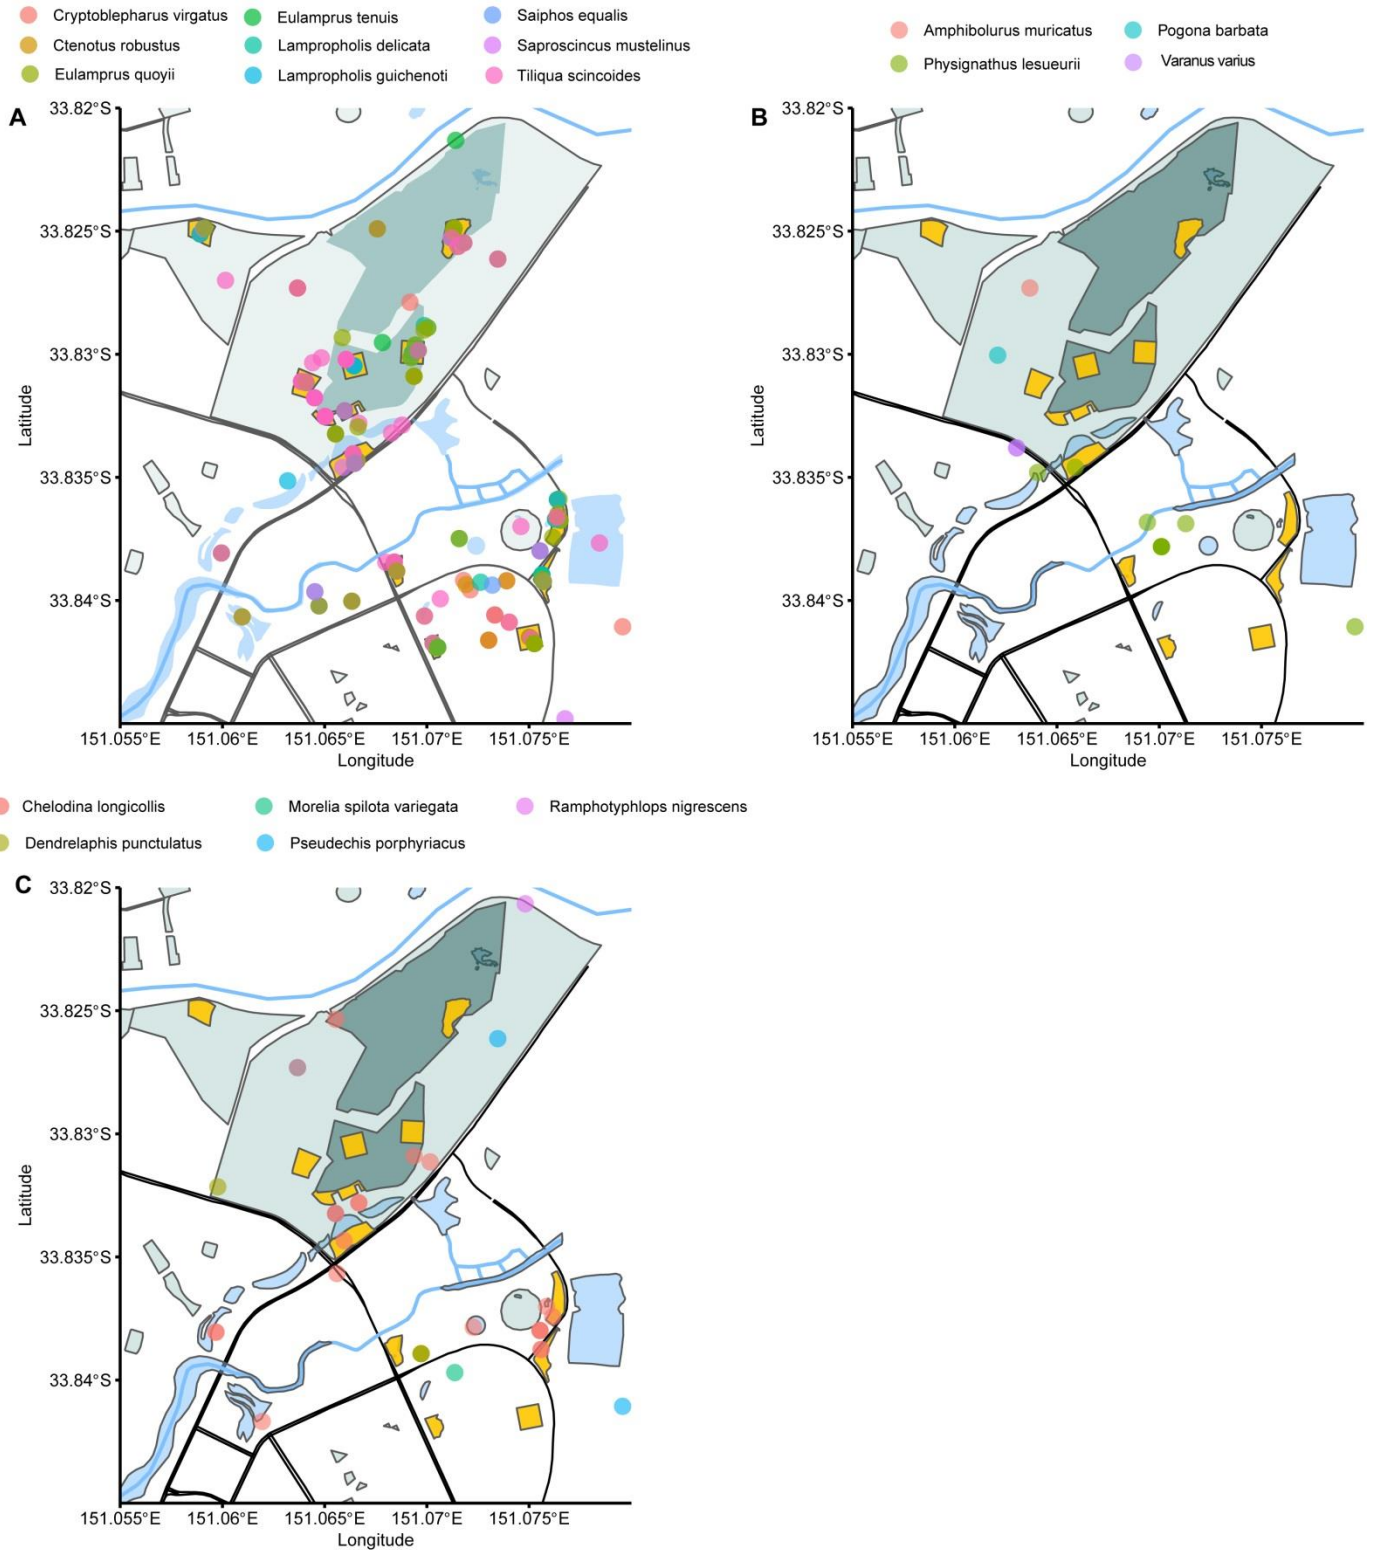 Cryptoblepharus virgatus Eulamprus tenuis Saiphos equalis
Ctenotus robustus Lampropholis delicata Saproscincus mustelinus
Eulamprus quoyii Lampropholis guichenoti Tiliqua scincoides
Amphibolurus muricatus Pogona barbata
Physignathus lesueurii Varanus varius
A
33.82°S
33.825°S
33.83°S
33.835°S
33.84°S
Latitude
151.055°E 151.06°E 151.065°E 151.07°E 151.075°E
Longitude
B
33.82°S
33.825°S
33.83°S
33.835°S
33.84°S
Latitude
151.055°E 151.06°E 151.065°E 151.07°E 151.075°E
Longitude
Chelodina longicollis Morelia spilota variegata Ramphotyphlops nigrescens
Dendrelaphis punctulatus Pseudechis porphyriacus
C
33.82°S
33.825°S
33.83°S
33.835°S
33.84°S
Latitude
151.055°E 151.06°E 151.065°E 151.07°E 151.075°E
Longitude